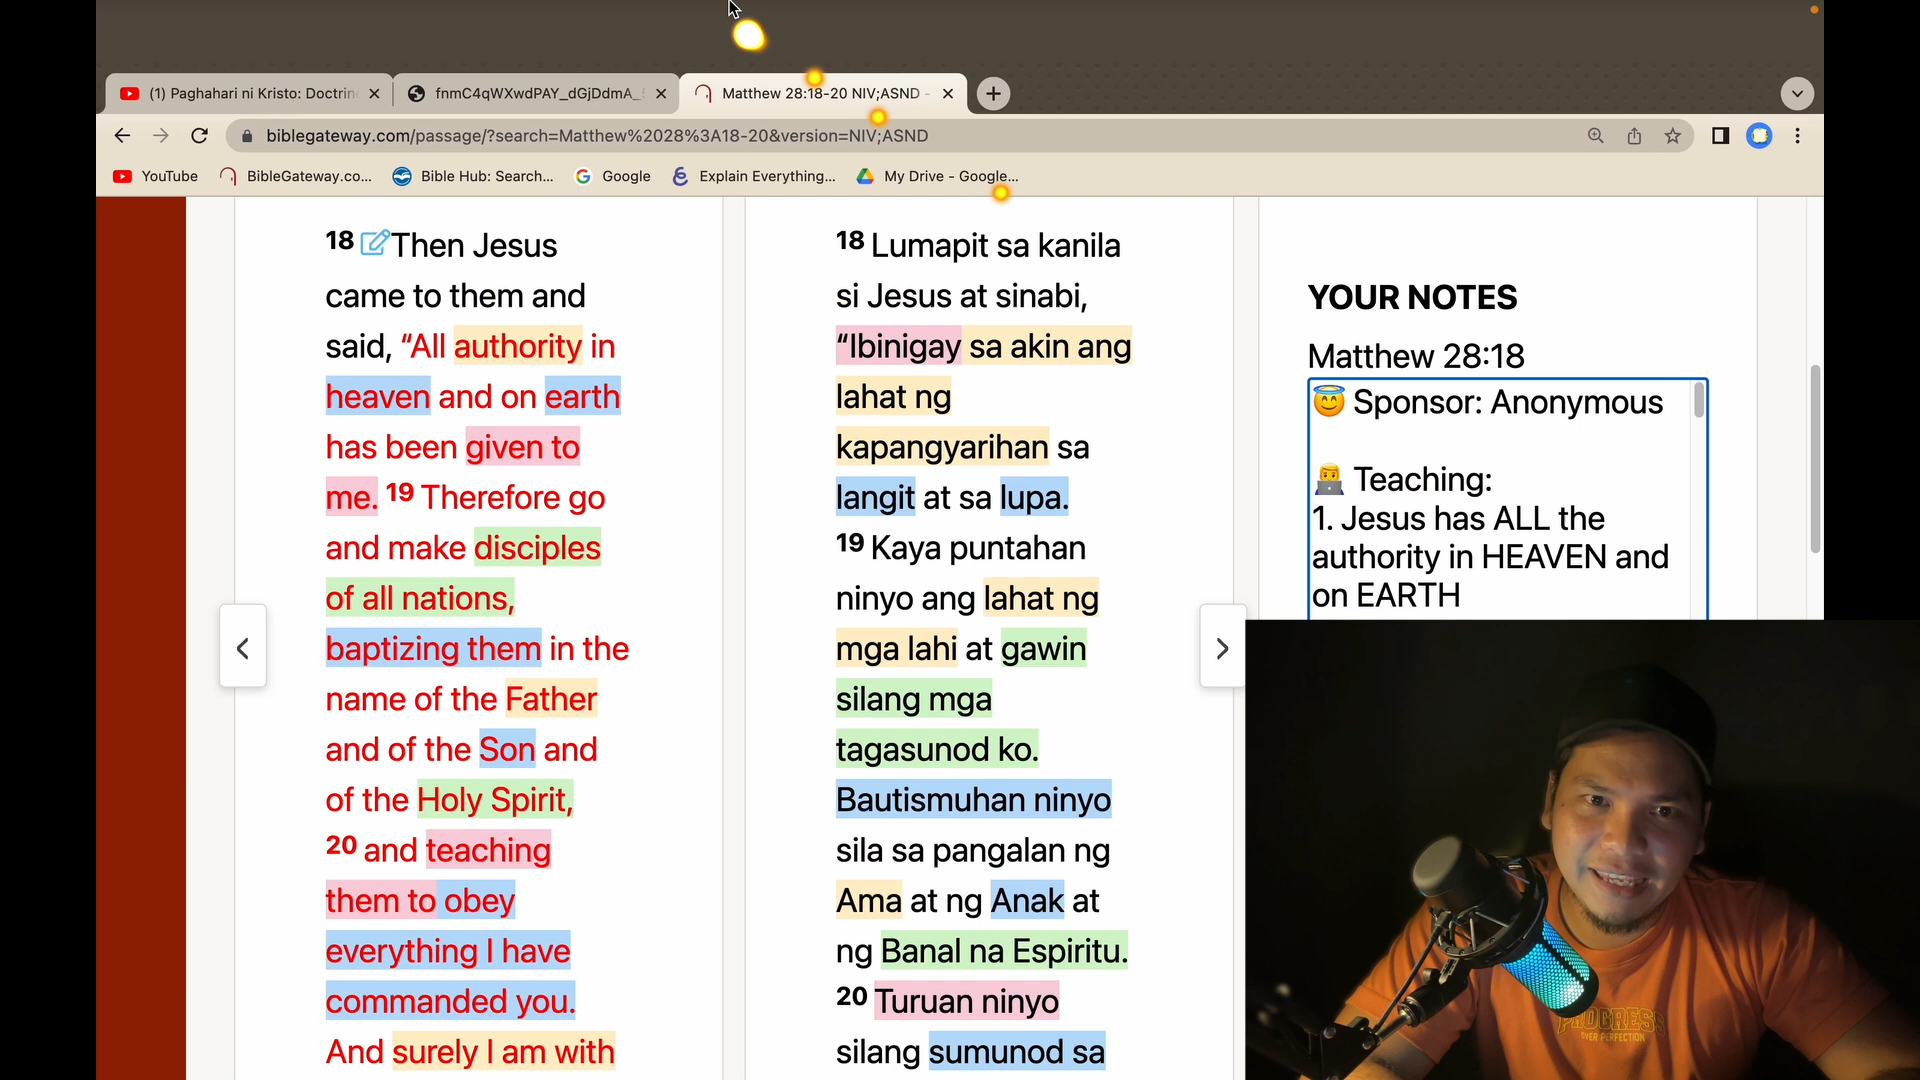 (1) Paghahari ni Kristo: Doctrin
fnmC4qWXwdPAY_dGjDdmA_
Matthew 28:18-20 NIV;ASND -
biblegateway.com/passage/?search=Matthew%2028%3A18-20&version=NIV;ASND
YouTube
BibleGateway.co...
Bible Hub: Search...
Google
Explain Everything...
My Drive - Google...
18 Then Jesus
came to them and
said, “All authority in
heaven and on earth
has been given to
me. 19 Therefore go
and make disciples
of all nations,
baptizing them in the
name of the Father
and of the Son and
of the Holy Spirit,
20 and teaching
them to obey
everything I have
commanded you.
And surely I am with
18 Lumapit sa kanila
si Jesus at sinabi,
“Ibinigay sa akin ang
lahat ng
kapangyarihan sa
langit at sa lupa.
19 Kaya puntahan
ninyo ang lahat ng
mga lahi at gawin
silang mga
tagasunod ko.
Bautismuhan ninyo
sila sa pangalan ng
Ama at ng Anak at
ng Banal na Espiritu.
20 Turuan ninyo
silang sumunod sa
YOUR NOTES
Matthew 28:18
Sponsor: Anonymous
Teaching:
1. Jesus has ALL the
authority in HEAVEN and
on EARTH
PROGRESS
OVER PERFECTION